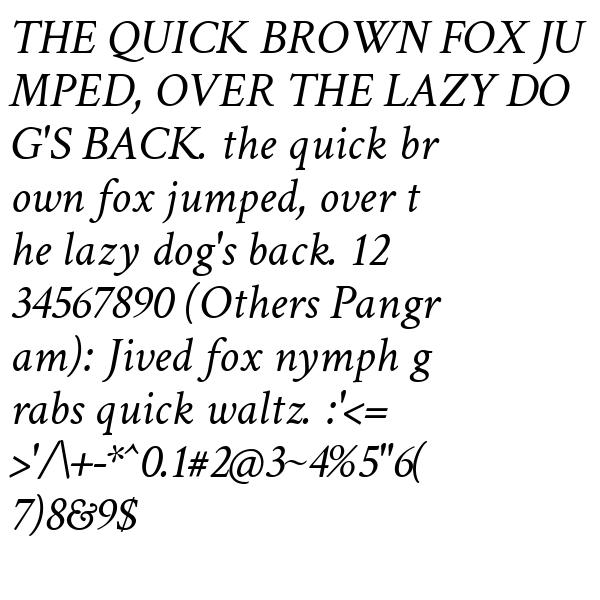 THE QUICK BROWN FOX JU
MPED, OVER THE LAZY DO
G'S BACK. the quick br
own fox jumped, over t
he lazy dog's back. 12
34567890 (Others Pangr
am): Jived fox nymph g
rabs quick waltz. :'<=
>'/\+-*^0.1#2@3~4%5"6(
7)8&9$